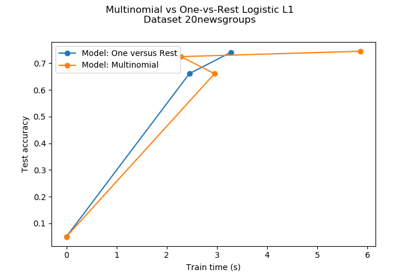 Multinomial vs One-vs-Rest Logistic L1
Dataset 20newsgroups
Model: One versus Rest
Model: Multinomial
Test accuracy
0.7
0.6
0.5
0.4
0.3
0.2
0.1
0 1 2 3 4 5 6
Train time (s)